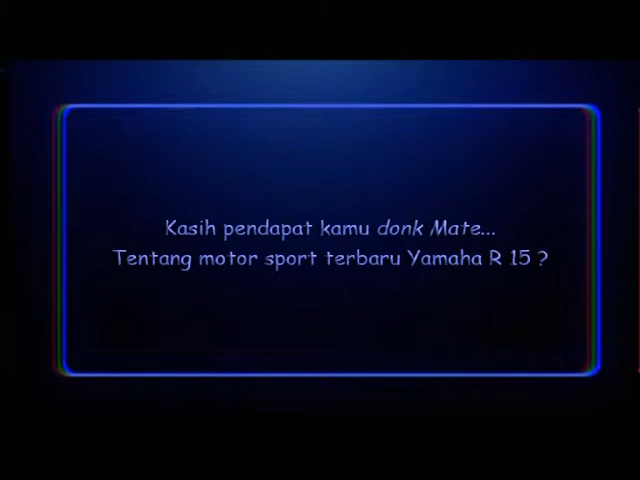 Kasih pendapat kamu donk Mate...
Tentang motor sport terbaru Yamaha R 15 ?